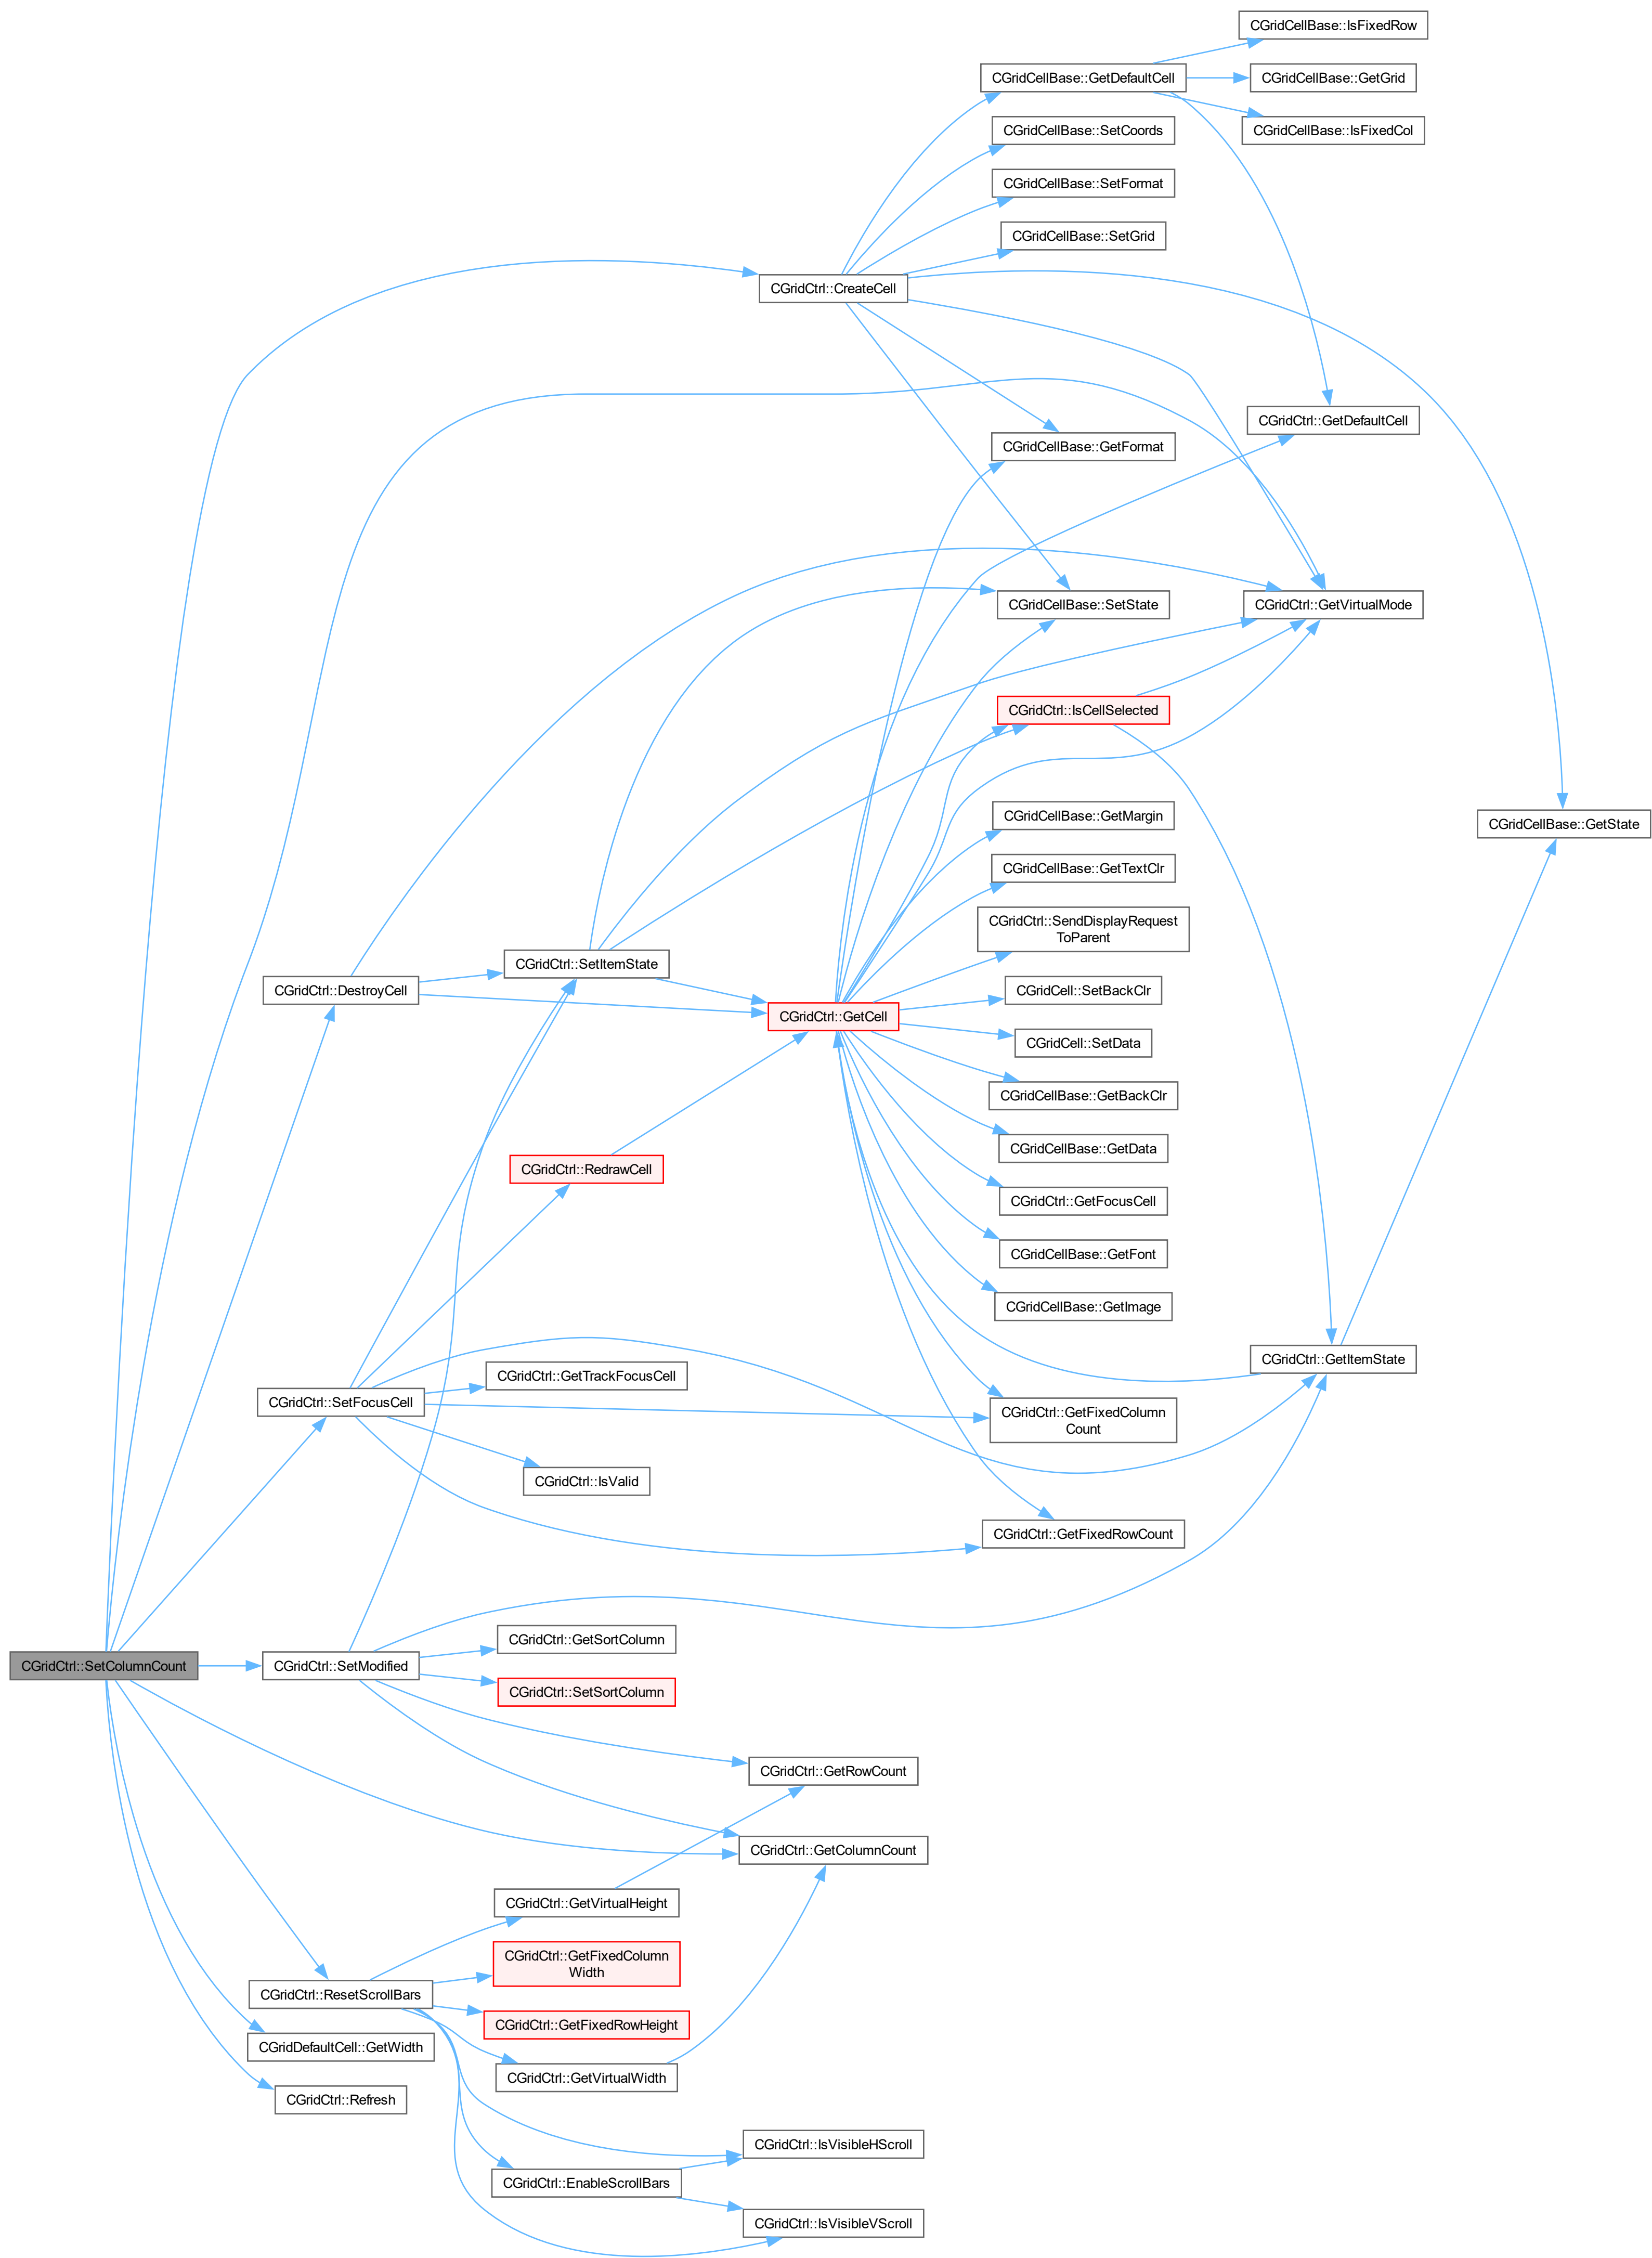 CGridCellBase::IsFixedRow
CGridCellBase::GetDefaultCell
CGridCellBase::GetGrid
CGridCellBase::SetCoords
CGridCellBase::IsFixedCol
CGridCellBase::SetFormat
CGridCellBase::SetGrid
CGridCtrl::CreateCell
CGridCtrl::GetDefaultCell
CGridCellBase::GetFormat
CGridCellBase::SetState
CGridCtrl::GetVirtualMode
CGridCtrl::IsCellSelected
CGridCellBase::GetMargin
CGridCellBase::GetState
CGridCellBase::GetTextClr
CGridCtrl::SendDisplayRequest
ToParent
CGridCtrl::SetItemState
CGridCtrl::DestroyCell
CGridCell::SetBackClr
CGridCtrl::GetCell
CGridCell::SetData
CGridCellBase::GetBackClr
CGridCellBase::GetData
CGridCtrl::RedrawCell
CGridCtrl::GetFocusCell
CGridCellBase::GetFont
CGridCellBase::GetImage
CGridCtrl::GetItemState
CGridCtrl::GetTrackFocusCell
CGridCtrl::SetFocusCell
CGridCtrl::GetFixedColumn
Count
CGridCtrl::IsValid
CGridCtrl::GetFixedRowCount
CGridCtrl::GetSortColumn
CGridCtrl::SetColumnCount
CGridCtrl::SetModified
CGridCtrl::SetSortColumn
CGridCtrl::GetRowCount
CGridCtrl::GetColumnCount
CGridCtrl::GetVirtualHeight
CGridCtrl::GetFixedColumn
Width
CGridCtrl::ResetScrollBars
CGridCtrl::GetFixedRowHeight
CGridDefaultCell::GetWidth
CGridCtrl::GetVirtualWidth
CGridCtrl::Refresh
CGridCtrl::IsVisibleHScroll
CGridCtrl::EnableScrollBars
CGridCtrl::IsVisibleVScroll